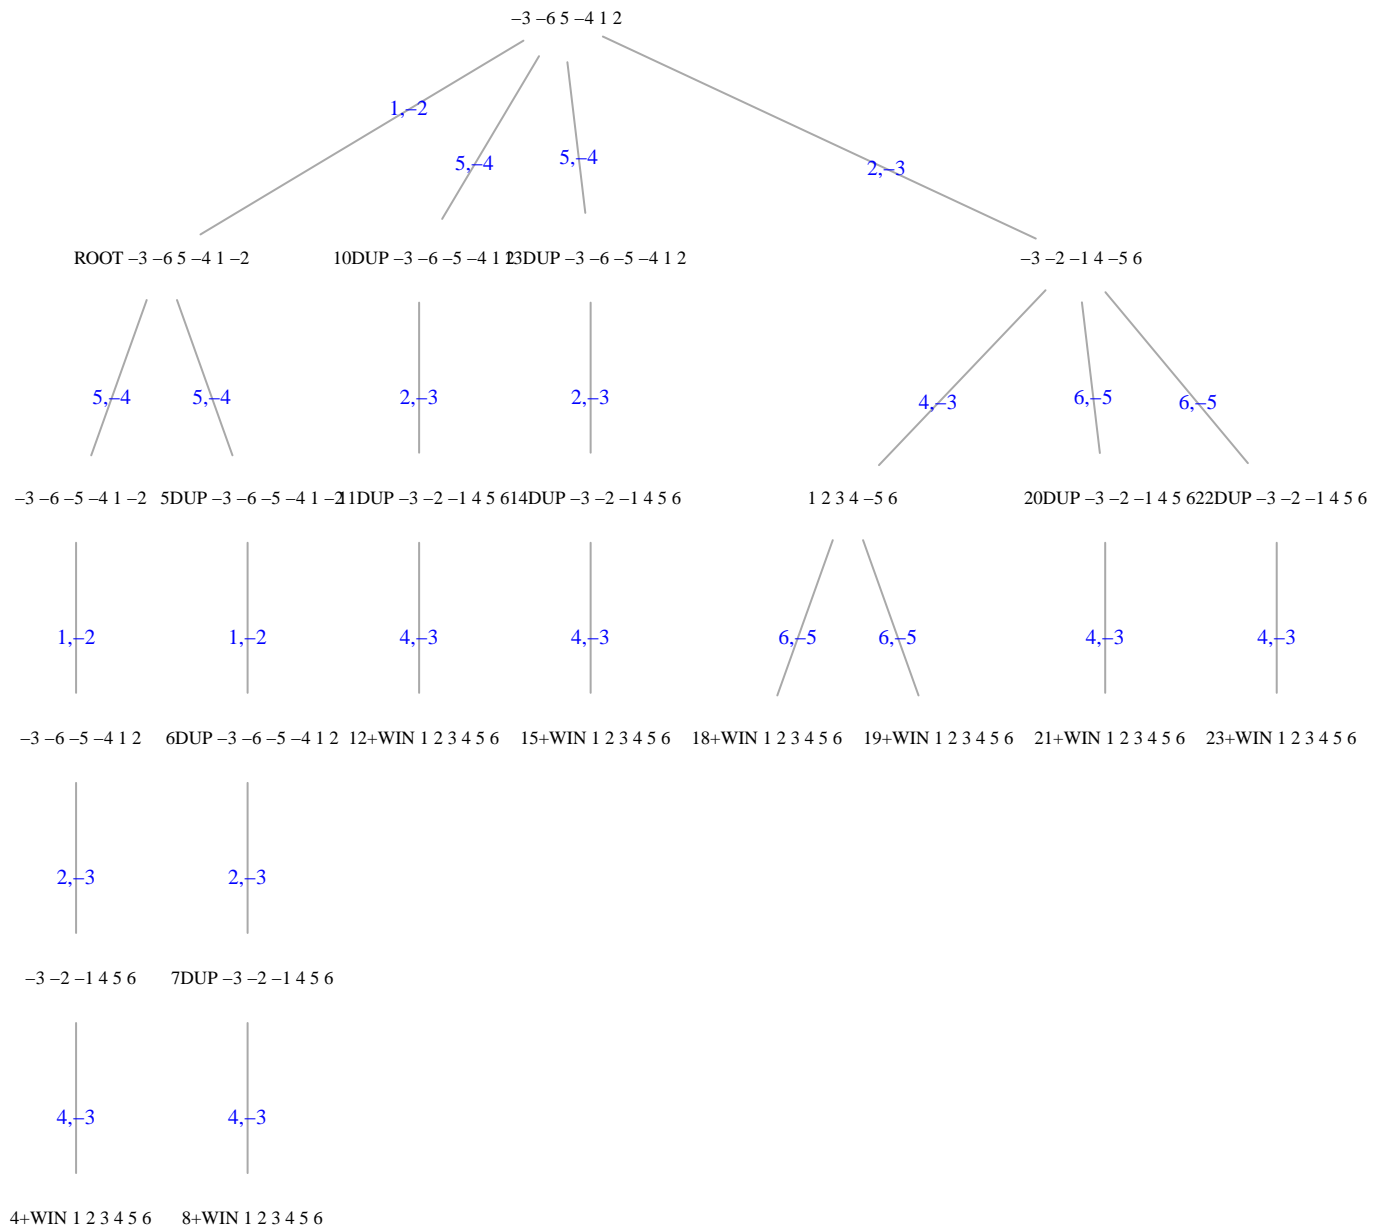 −3 −6 5 −4 1 2
1,−2
5,−4
5,−4
2,−3
ROOT −3 −6 5 −4 1 −2
10DUP −3 −6 −5 −4 1 2
13DUP −3 −6 −5 −4 1 2
−3 −2 −1 4 −5 6
5,−4
5,−4
2,−3
2,−3
4,−3
6,−5
6,−5
−3 −6 −5 −4 1 −2
5DUP −3 −6 −5 −4 1 −2
11DUP −3 −2 −1 4 5 6
14DUP −3 −2 −1 4 5 6
1 2 3 4 −5 6
20DUP −3 −2 −1 4 5 6
22DUP −3 −2 −1 4 5 6
1,−2
1,−2
4,−3
4,−3
6,−5
6,−5
4,−3
4,−3
−3 −6 −5 −4 1 2
6DUP −3 −6 −5 −4 1 2
12+WIN 1 2 3 4 5 6
15+WIN 1 2 3 4 5 6
18+WIN 1 2 3 4 5 6
19+WIN 1 2 3 4 5 6
21+WIN 1 2 3 4 5 6
23+WIN 1 2 3 4 5 6
2,−3
2,−3
−3 −2 −1 4 5 6
7DUP −3 −2 −1 4 5 6
4,−3
4,−3
4+WIN 1 2 3 4 5 6
8+WIN 1 2 3 4 5 6